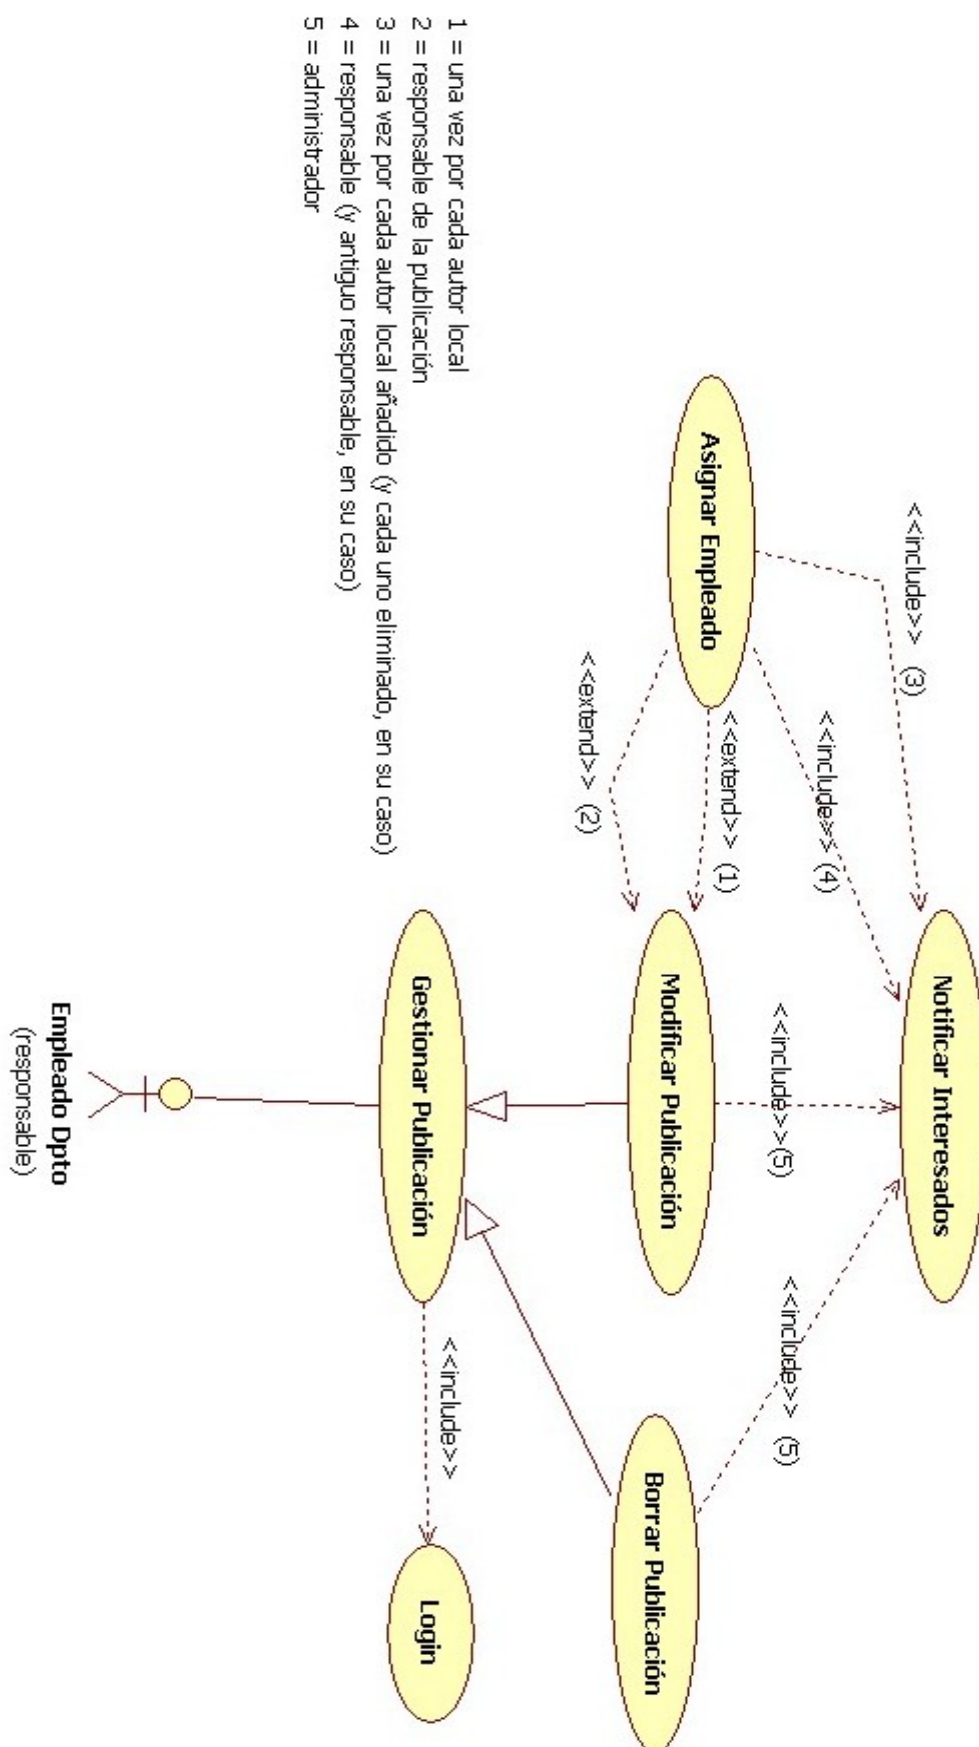 Notificar Interesados
<<include>> (3)
<<include>> (4)
<<include>>(5)
<<include>> (5)
Asignar Empleado
<<extend>> (1)
<<extend>> (2)
Modificar Publicación
Borrar Publicación
1 = una vez por cada autor local
2 = responsable de la publicación
3 = una vez por cada autor local añadido (y cada uno eliminado, en su caso)
4 = responsable (y antiguo responsable, en su caso)
5 = administrador
Gestionar Publicación
<<include>>
Login
Empleado Dpto
(responsable)